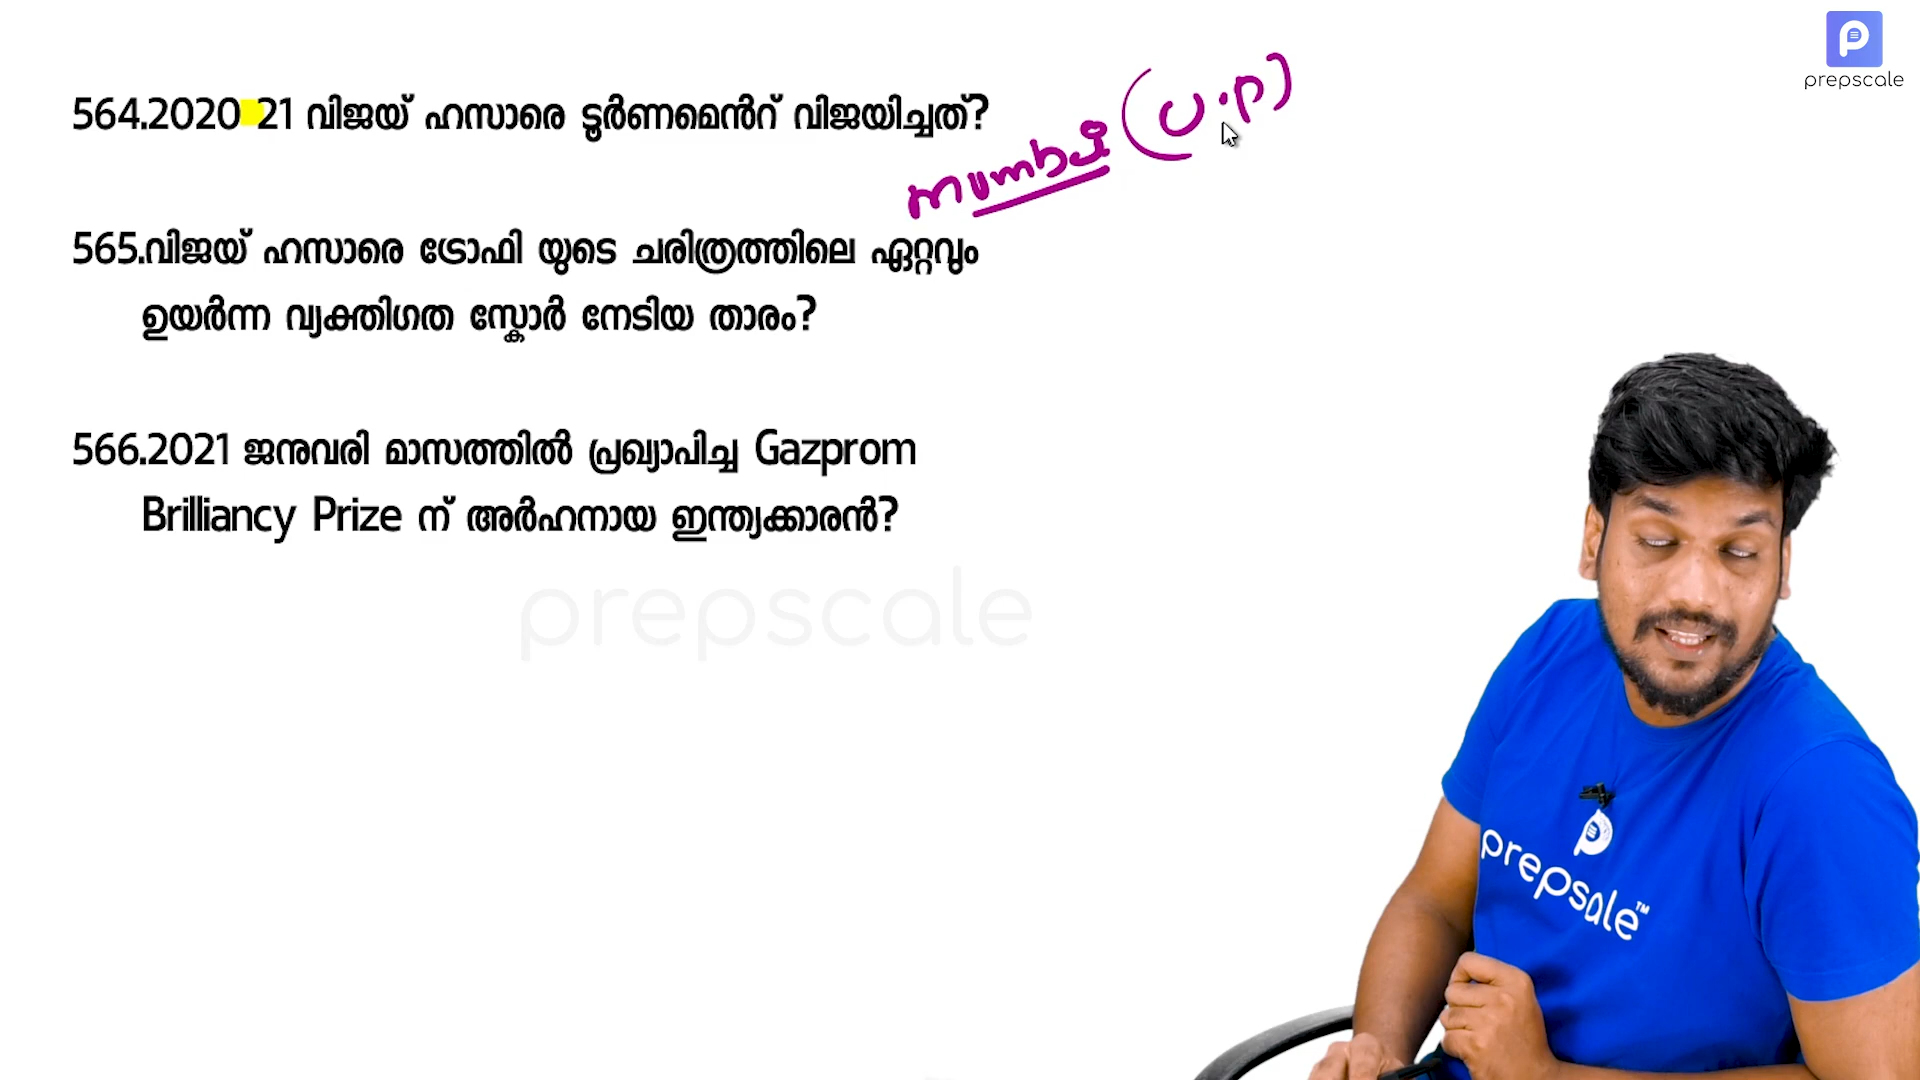 prepscale
564.2020 21 വിജയ് ഹസാരെ ടൂർണമെൻറ് വിജയിച്ചത്?
mumbai (U.P)
565.വിജയ് ഹസാരെ ട്രോഫി യുടെ ചരിത്രത്തിലെ ഏറ്റവും
ഉയർന്ന വ്യക്തിഗത സ്കോർ നേടിയ താരം?
566.2021 ജനുവരി മാസത്തിൽ പ്രഖ്യാപിച്ച Gazprom
Brilliancy Prize ന് അർഹനായ ഇന്ത്യക്കാരൻ?
prepscale
prepsale™